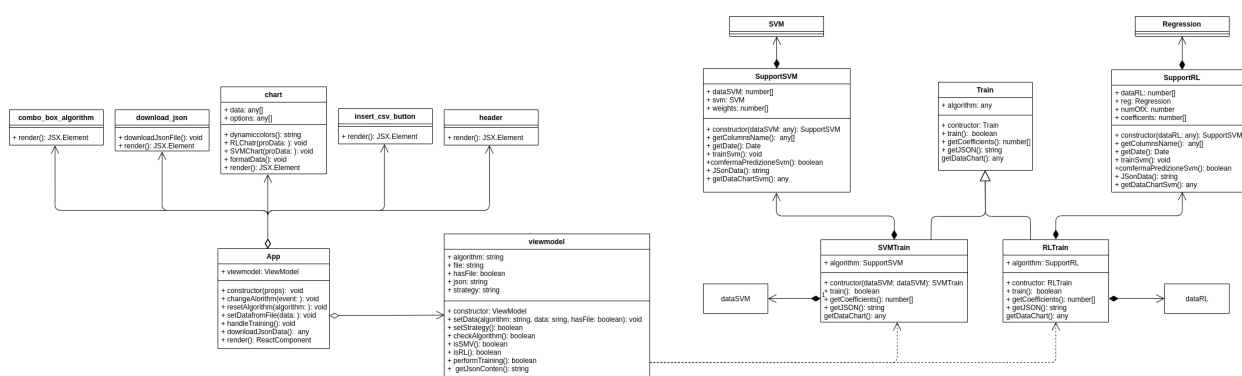 combo_box_algorithm
+ render(): JSX.Element
download_json
+ downloadJsonFile(): void
+ render(): JSX.Element
chart
+ data: any[]
+ options: any[]
+ dynamiccolors(): string
+ RLChatr(proData: ): void
+ SVMChart(proData: ): void
+ formatData(): void
+ render(): JSX.Element
insert_csv_button
+ render(): JSX.Element
header
+ render(): JSX.Element
App
+ viewmodel: ViewModel
+ constructor(props): void
+ changeAlorithm(event: ): void
+ resetAlgorithm(algorithm: ): void
+ setDatafromFile(data: ): void
+ handleTraining(): void
+ downloadJsonData(): any
+ render(): ReactComponent
viewmodel
+ algorithm: string
+ file: string
+ hasFile: boolean
+ json: string
+ strategy: string
+ constructor: ViewModel
+ setData(algorithm: string, data: sring, hasFile: boolean): void
+ setStrategy(): boolean
+ checkAlgorithm(): boolean
+ isSMV(): boolean
+ isRL(): boolean
+ performTraining(): boolean
+ getJsonConten(): string
SVM
SupportSVM
+ dataSVM: number[]
+ svm: SVM
+ weights: number[]
+ constructor(dataSVM: any): SupportSVM
+ getColumnsName(): any[]
+ getDate(): Date
+ trainSvm(): void
+comfermaPredizioneSvm(): boolean
+ JSonData(): string
+ getDataChartSvm(): any
Train
+ algorithm: any
+ contructor: Train
+ train(): boolean
+ getCoefficients(): number[]
+ getJSON(): string
getDataChart(): any
Regression
SupportRL
+ dataRL: number[]
+ reg: Regression
+ numOfX: number
+ coefficents: number[]
+ constructor(dataRL: any): SupportSVM
+ getColumnsName(): any[]
+ getDate(): Date
+ trainSvm(): void
+comfermaPredizioneSvm(): boolean
+ JSonData(): string
+ getDataChartSvm(): any
SVMTrain
+ algorithm: SupportSVM
+ contructor(dataSVM: dataSVM): SVMTrain
+ train(): boolean
+ getCoefficients(): number[]
+ getJSON(): string
getDataChart(): any
RLTrain
+ algorithm: SupportRL
+ contructor: RLTrain
+ train(): boolean
+ getCoefficients(): number[]
+ getJSON(): string
getDataChart(): any
dataSVM
1
dataRL